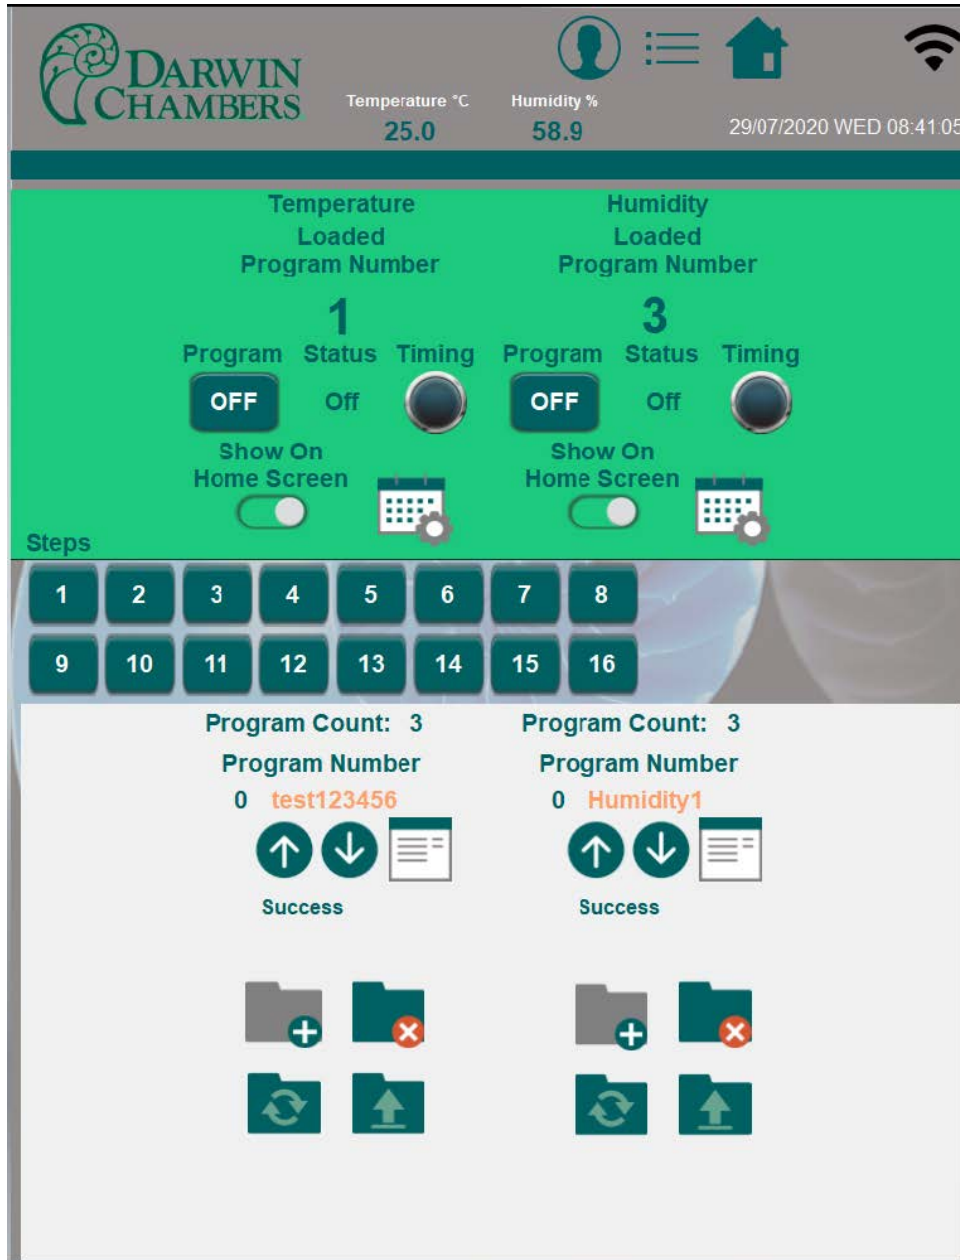 DARWIN
CHAMBERS
Temperature °C Humidity %
25.0 58.9 29/07/2020 WED 08:41:05
Temperature Humidity
Loaded Loaded
Program Number Program Number
1 3
Program Status Timing Program Status Timing
OFF Off OFF Off
Show On Show On
Home Screen Home Screen
Steps
1 2 3 4 5 6 7 8
9 10 11 12 13 14 15 16
Program Count: 3 Program Count: 3
Program Number Program Number
0 test123456 0 Humidity1
Success Success